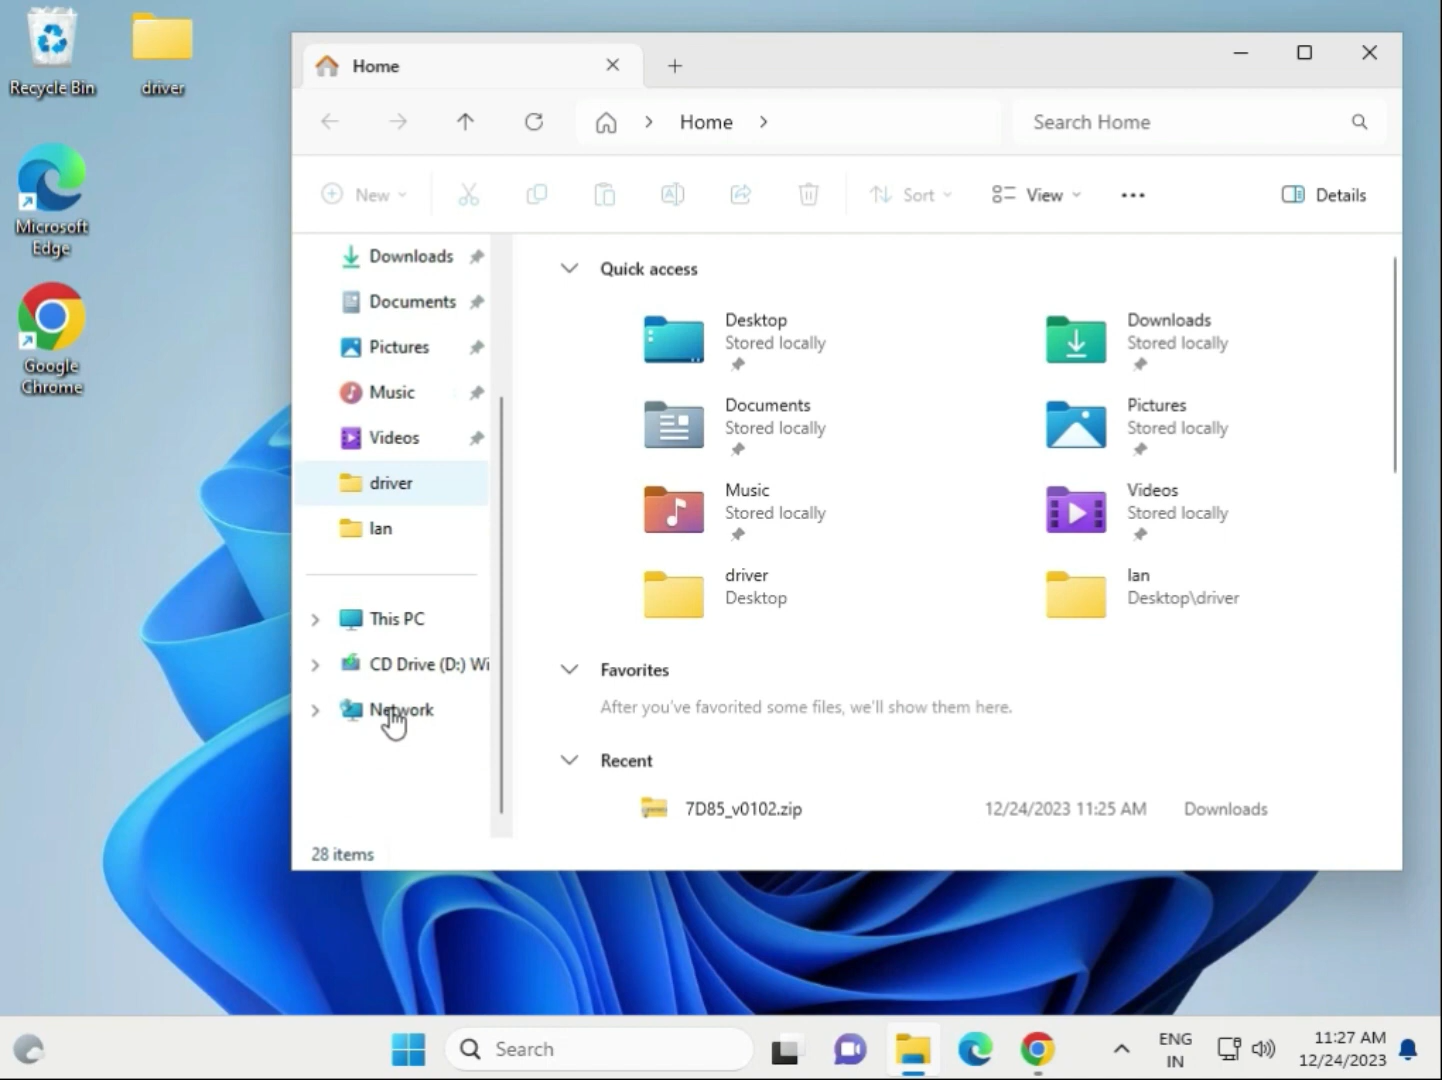 Recycle Bin
driver
Microsoft
Edge
Google
Chrome
Home
Home
Search Home
New
Sort
View
Details
Downloads
Documents
Pictures
Music
Videos
driver
lan
This PC
CD Drive (D:) Wi
Network
28 items
Quick access
Desktop
Stored locally
Downloads
Stored locally
Documents
Stored locally
Pictures
Stored locally
Music
Stored locally
Videos
Stored locally
driver
Desktop
lan
Desktop\driver
Favorites
After you've favorited some files, we'll show them here.
Recent
7D85_v0102.zip 12/24/2023 11:25 AM Downloads
Search
ENG
IN
11:27 AM
12/24/2023